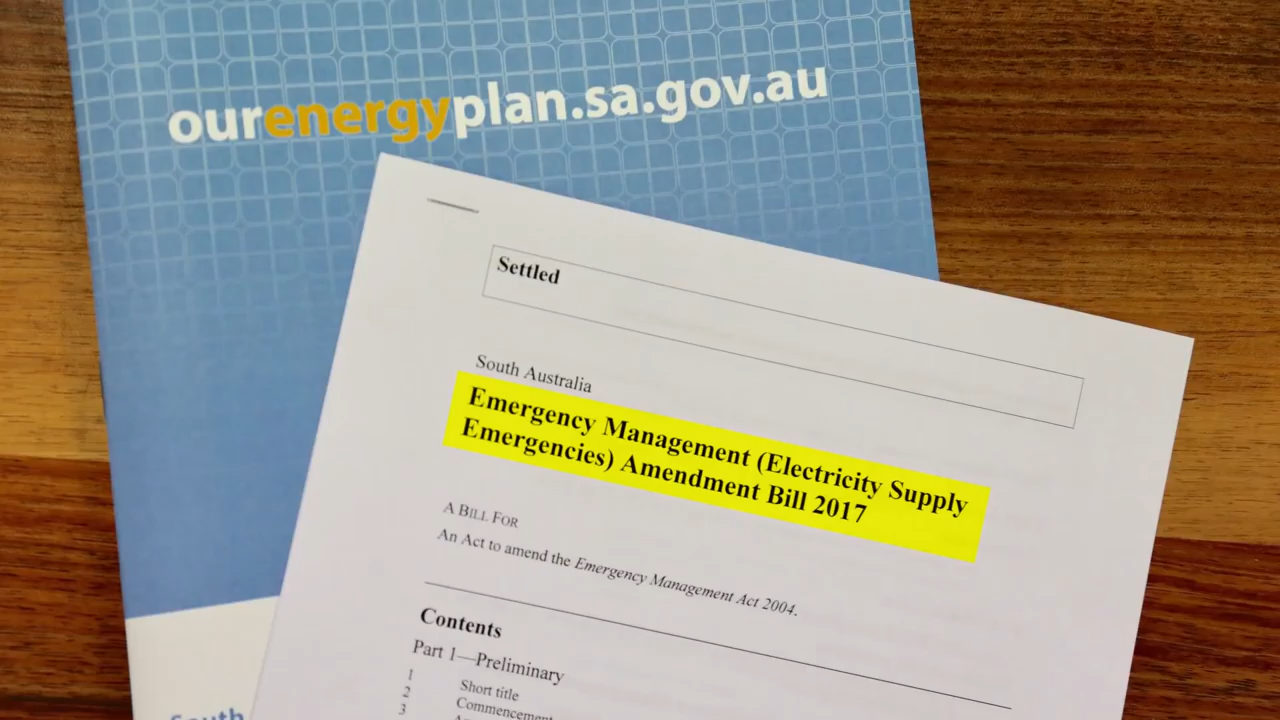 ourenergyplan.sa.gov.au
Settled
South Australia
Emergency Management (Electricity Supply
Emergencies) Amendment Bill 2017
A BILL FOR
An Act to amend the Emergency Management Act 2004.
Contents
Part 1—Preliminary
1 Short title
2 Commencement
3
South